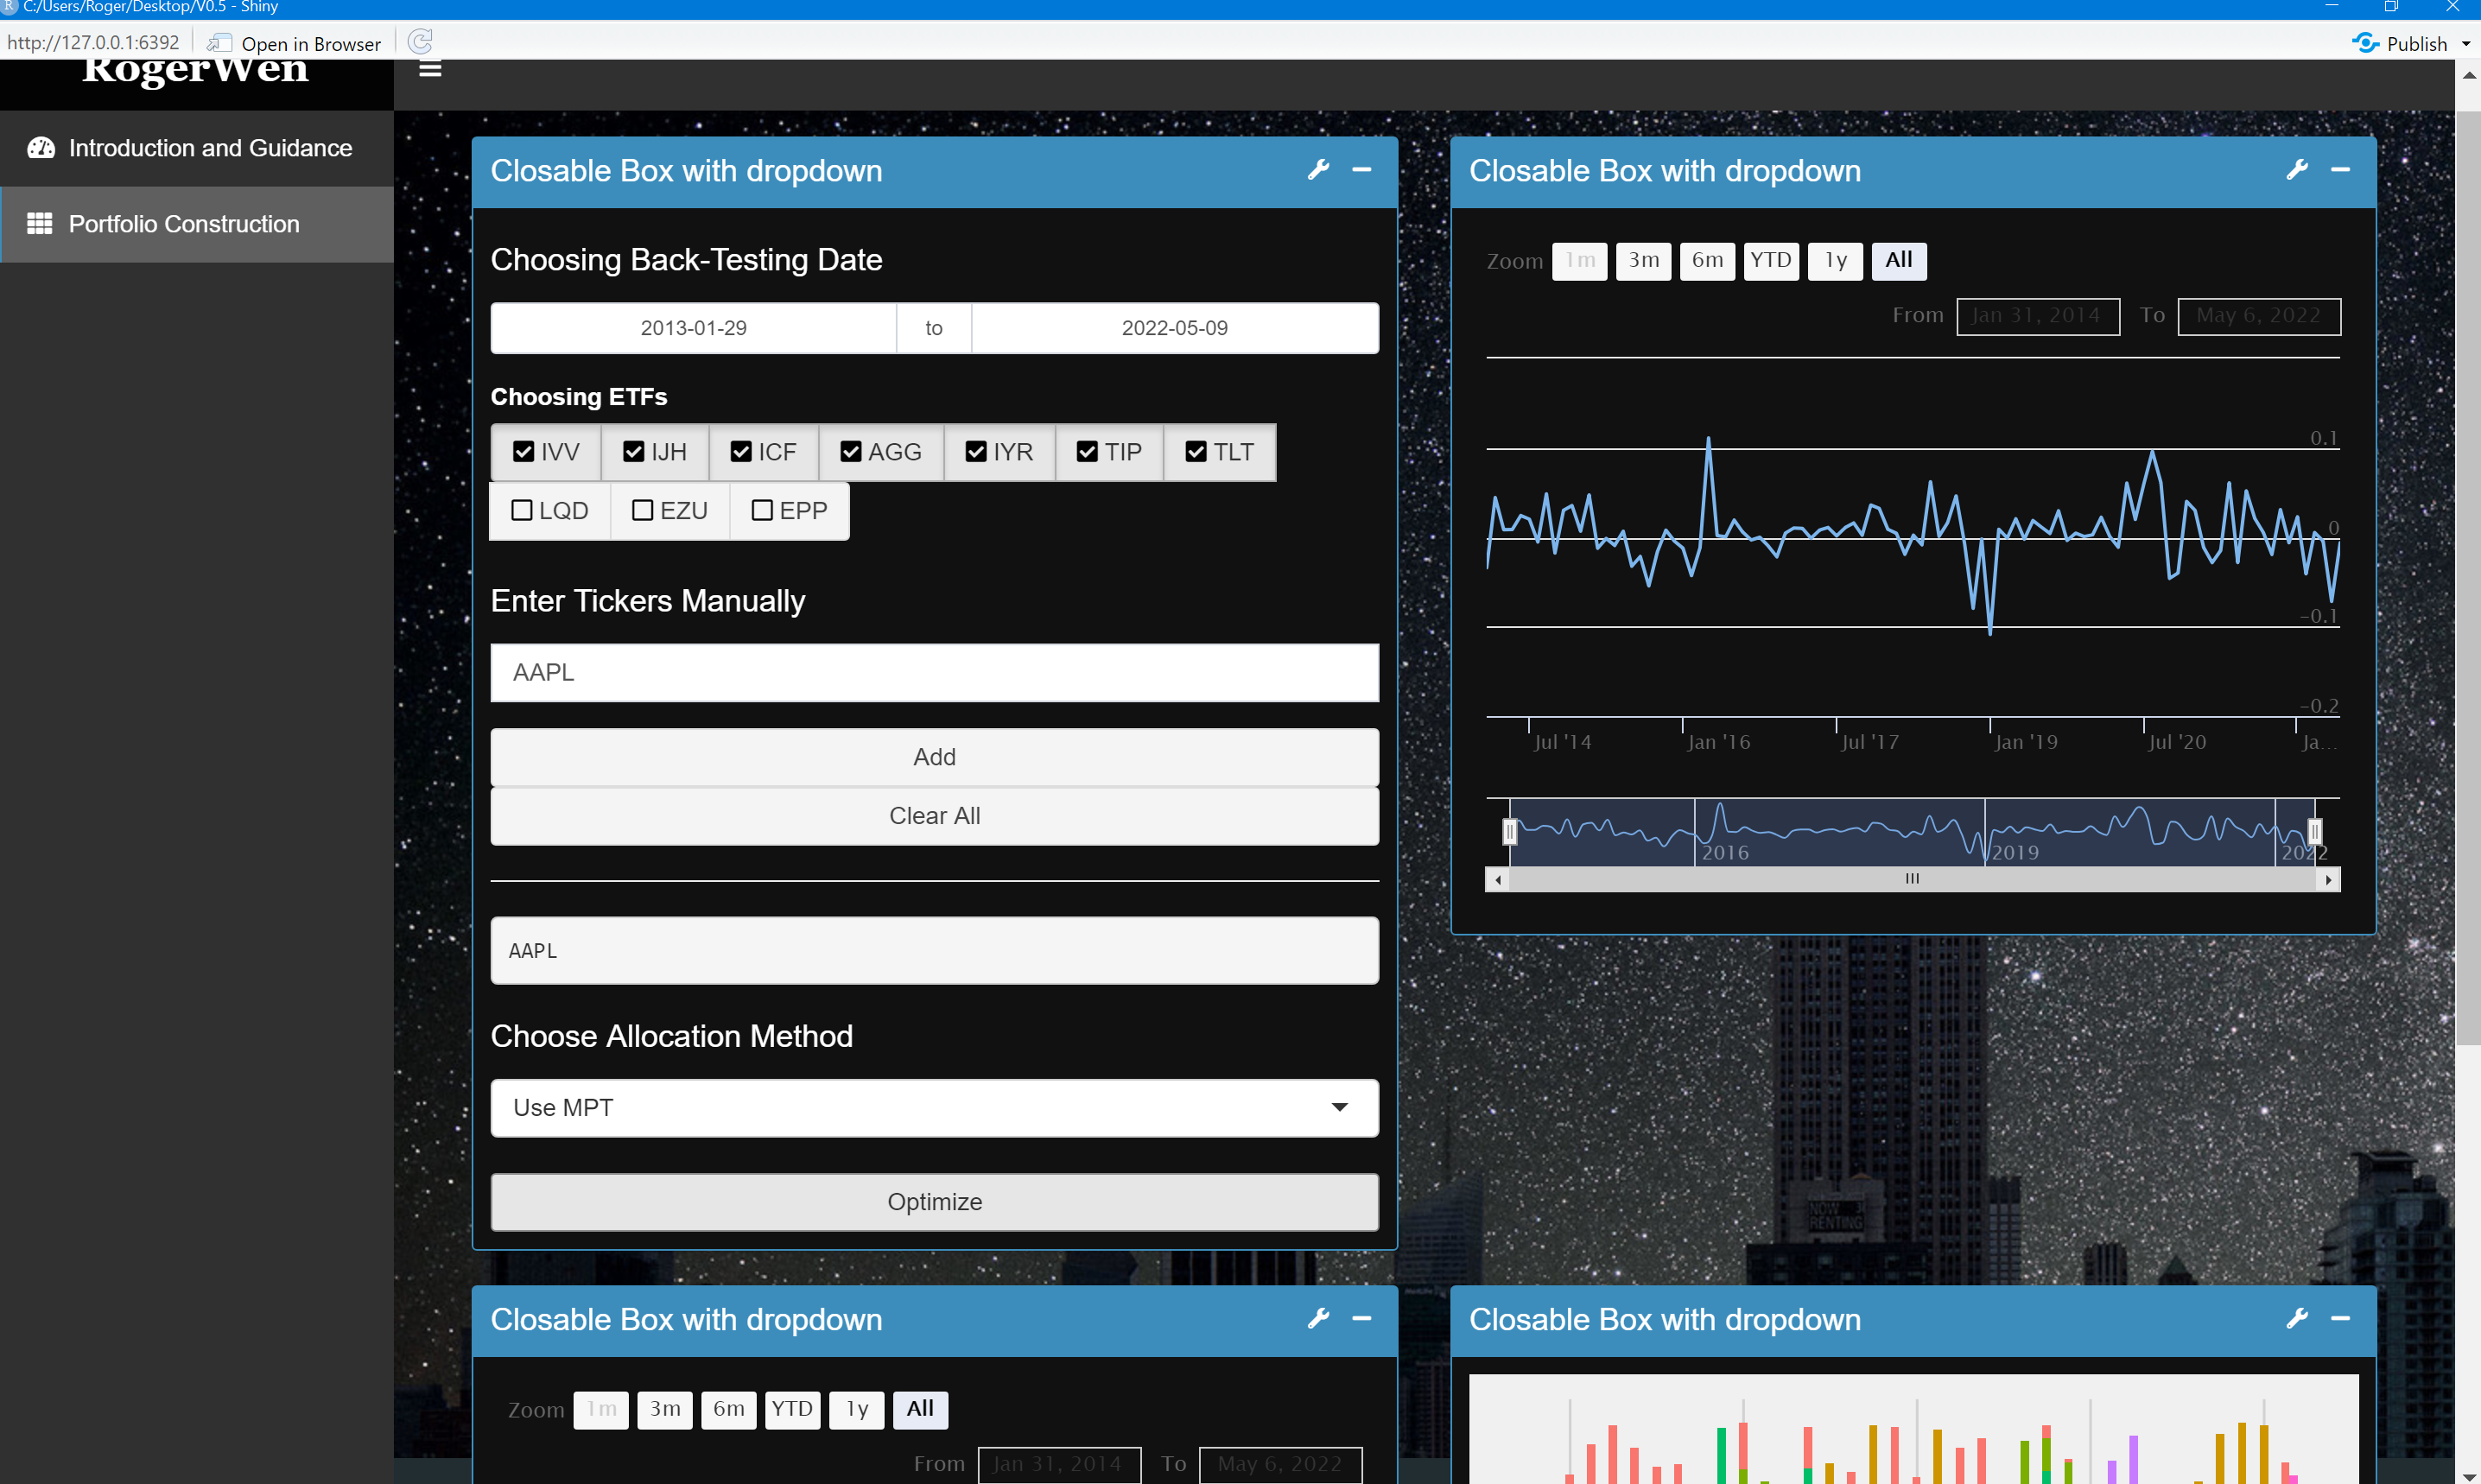 C:/Users/Roger/Desktop/V0.5 - Shiny
http://127.0.0.1:6392 Open in Browser Publish
RogerWen
Introduction and Guidance
Portfolio Construction
Closable Box with dropdown
Choosing Back-Testing Date
2013-01-29 to 2022-05-09
Choosing ETFs
IVV IJH ICF AGG IYR TIP TLT
LQD EZU EPP
Enter Tickers Manually
AAPL
Add
Clear All
AAPL
Choose Allocation Method
Use MPT
Optimize
Closable Box with dropdown
Zoom 1m 3m 6m YTD 1y All
From Jan 31, 2014 To May 6, 2022
0.1
0
-0.1
-0.2
Jul '14 Jan '16 Jul '17 Jan '19 Jul '20 Ja...
2016 2019 2022
NOW
RENTING
Closable Box with dropdown
Zoom 1m 3m 6m YTD 1y All
From Jan 31, 2014 To May 6, 2022
Closable Box with dropdown